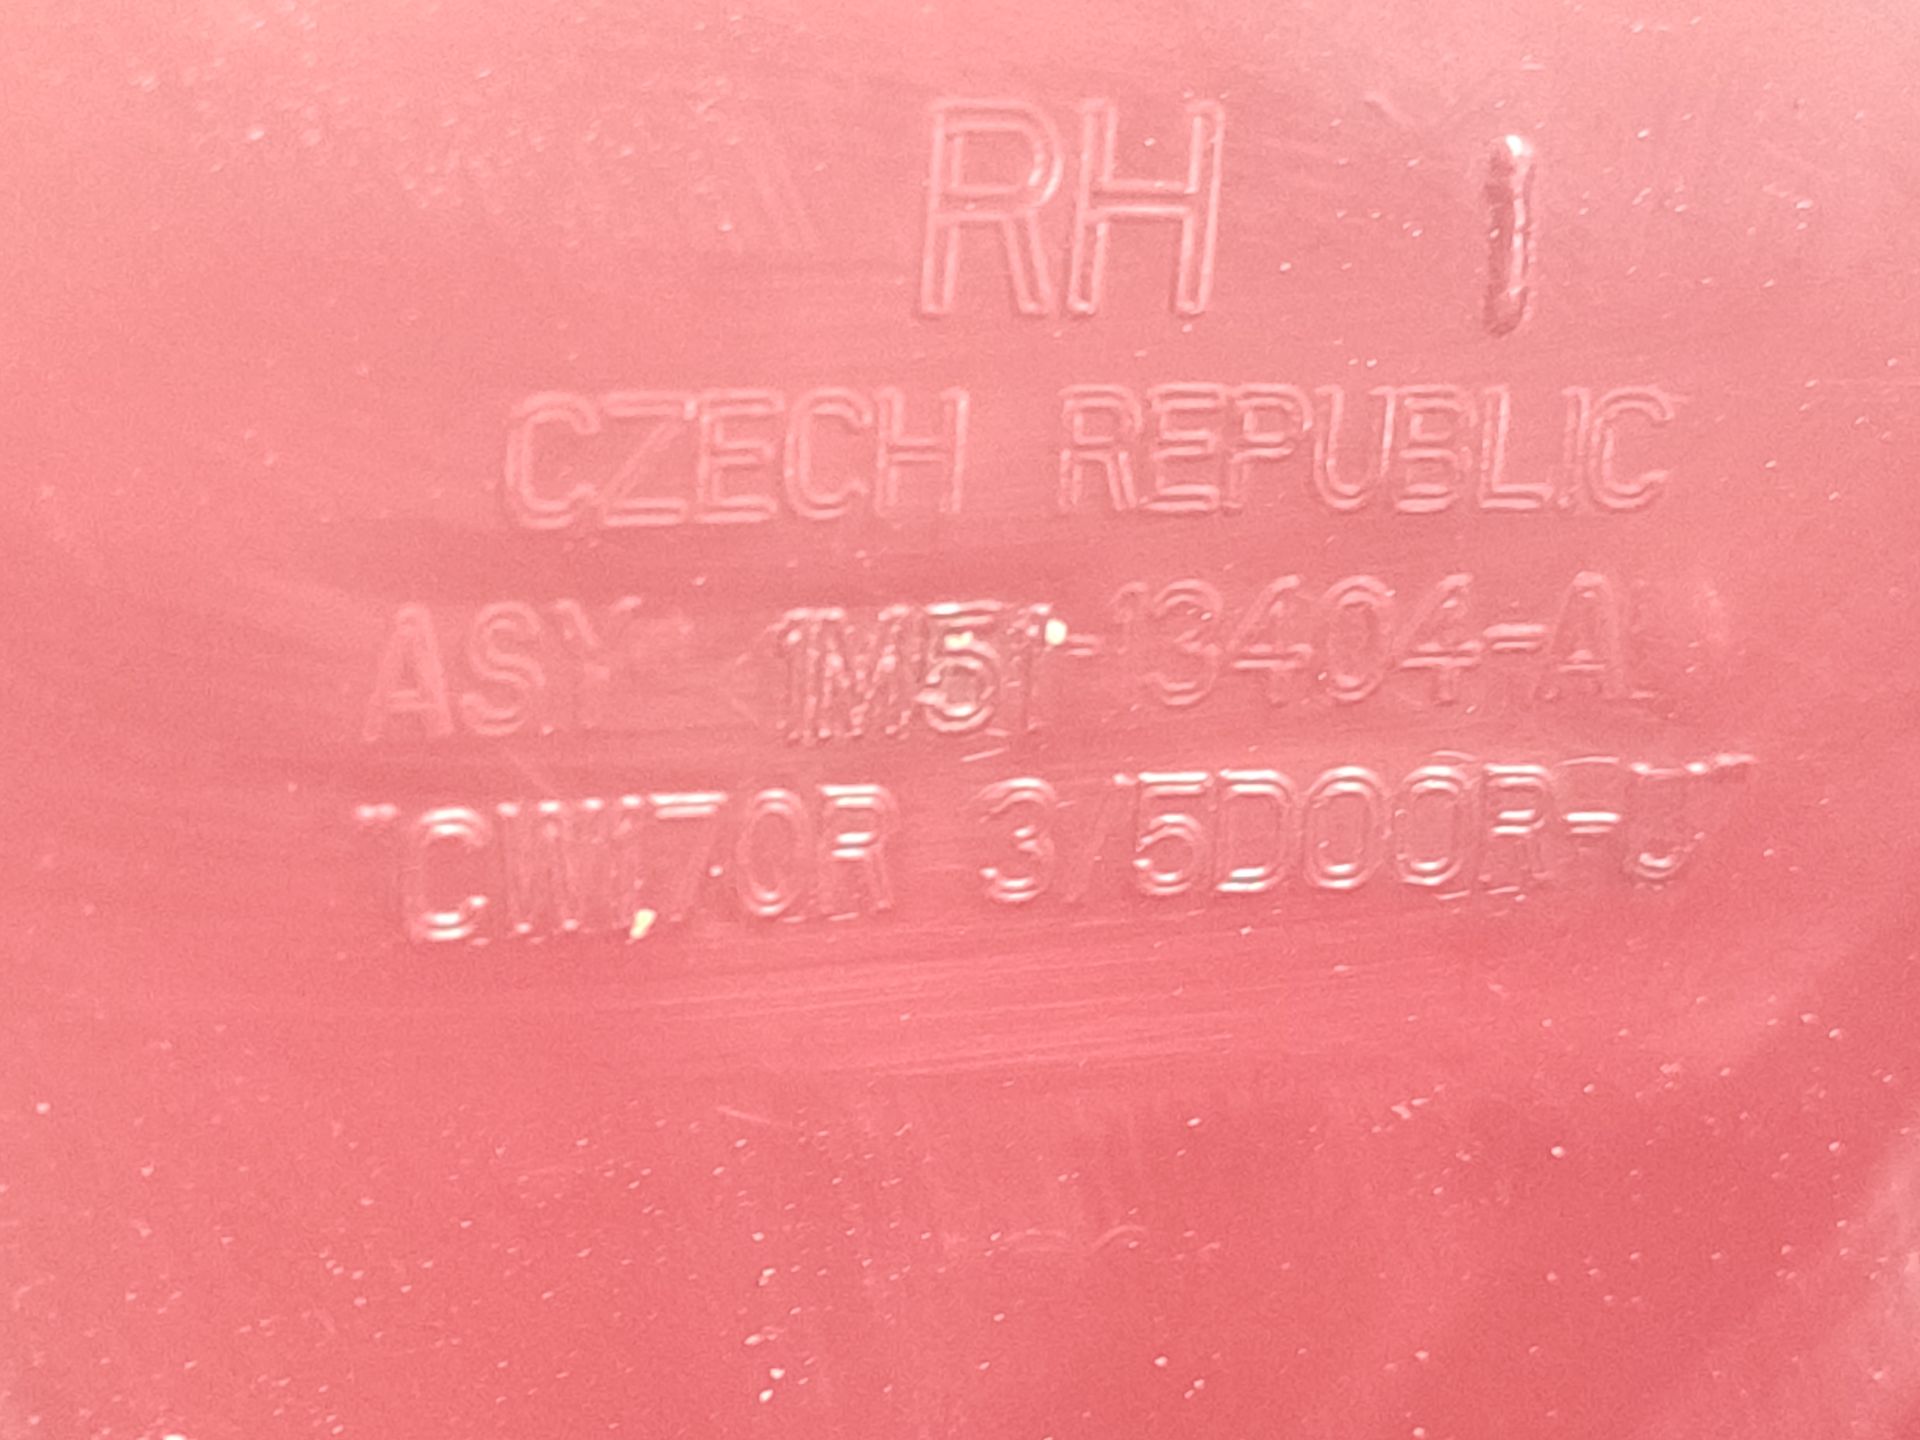 RH I
CZECH REPUBLIC
ASY 1M51-13404-A
CW170R 3/5DOOR-J